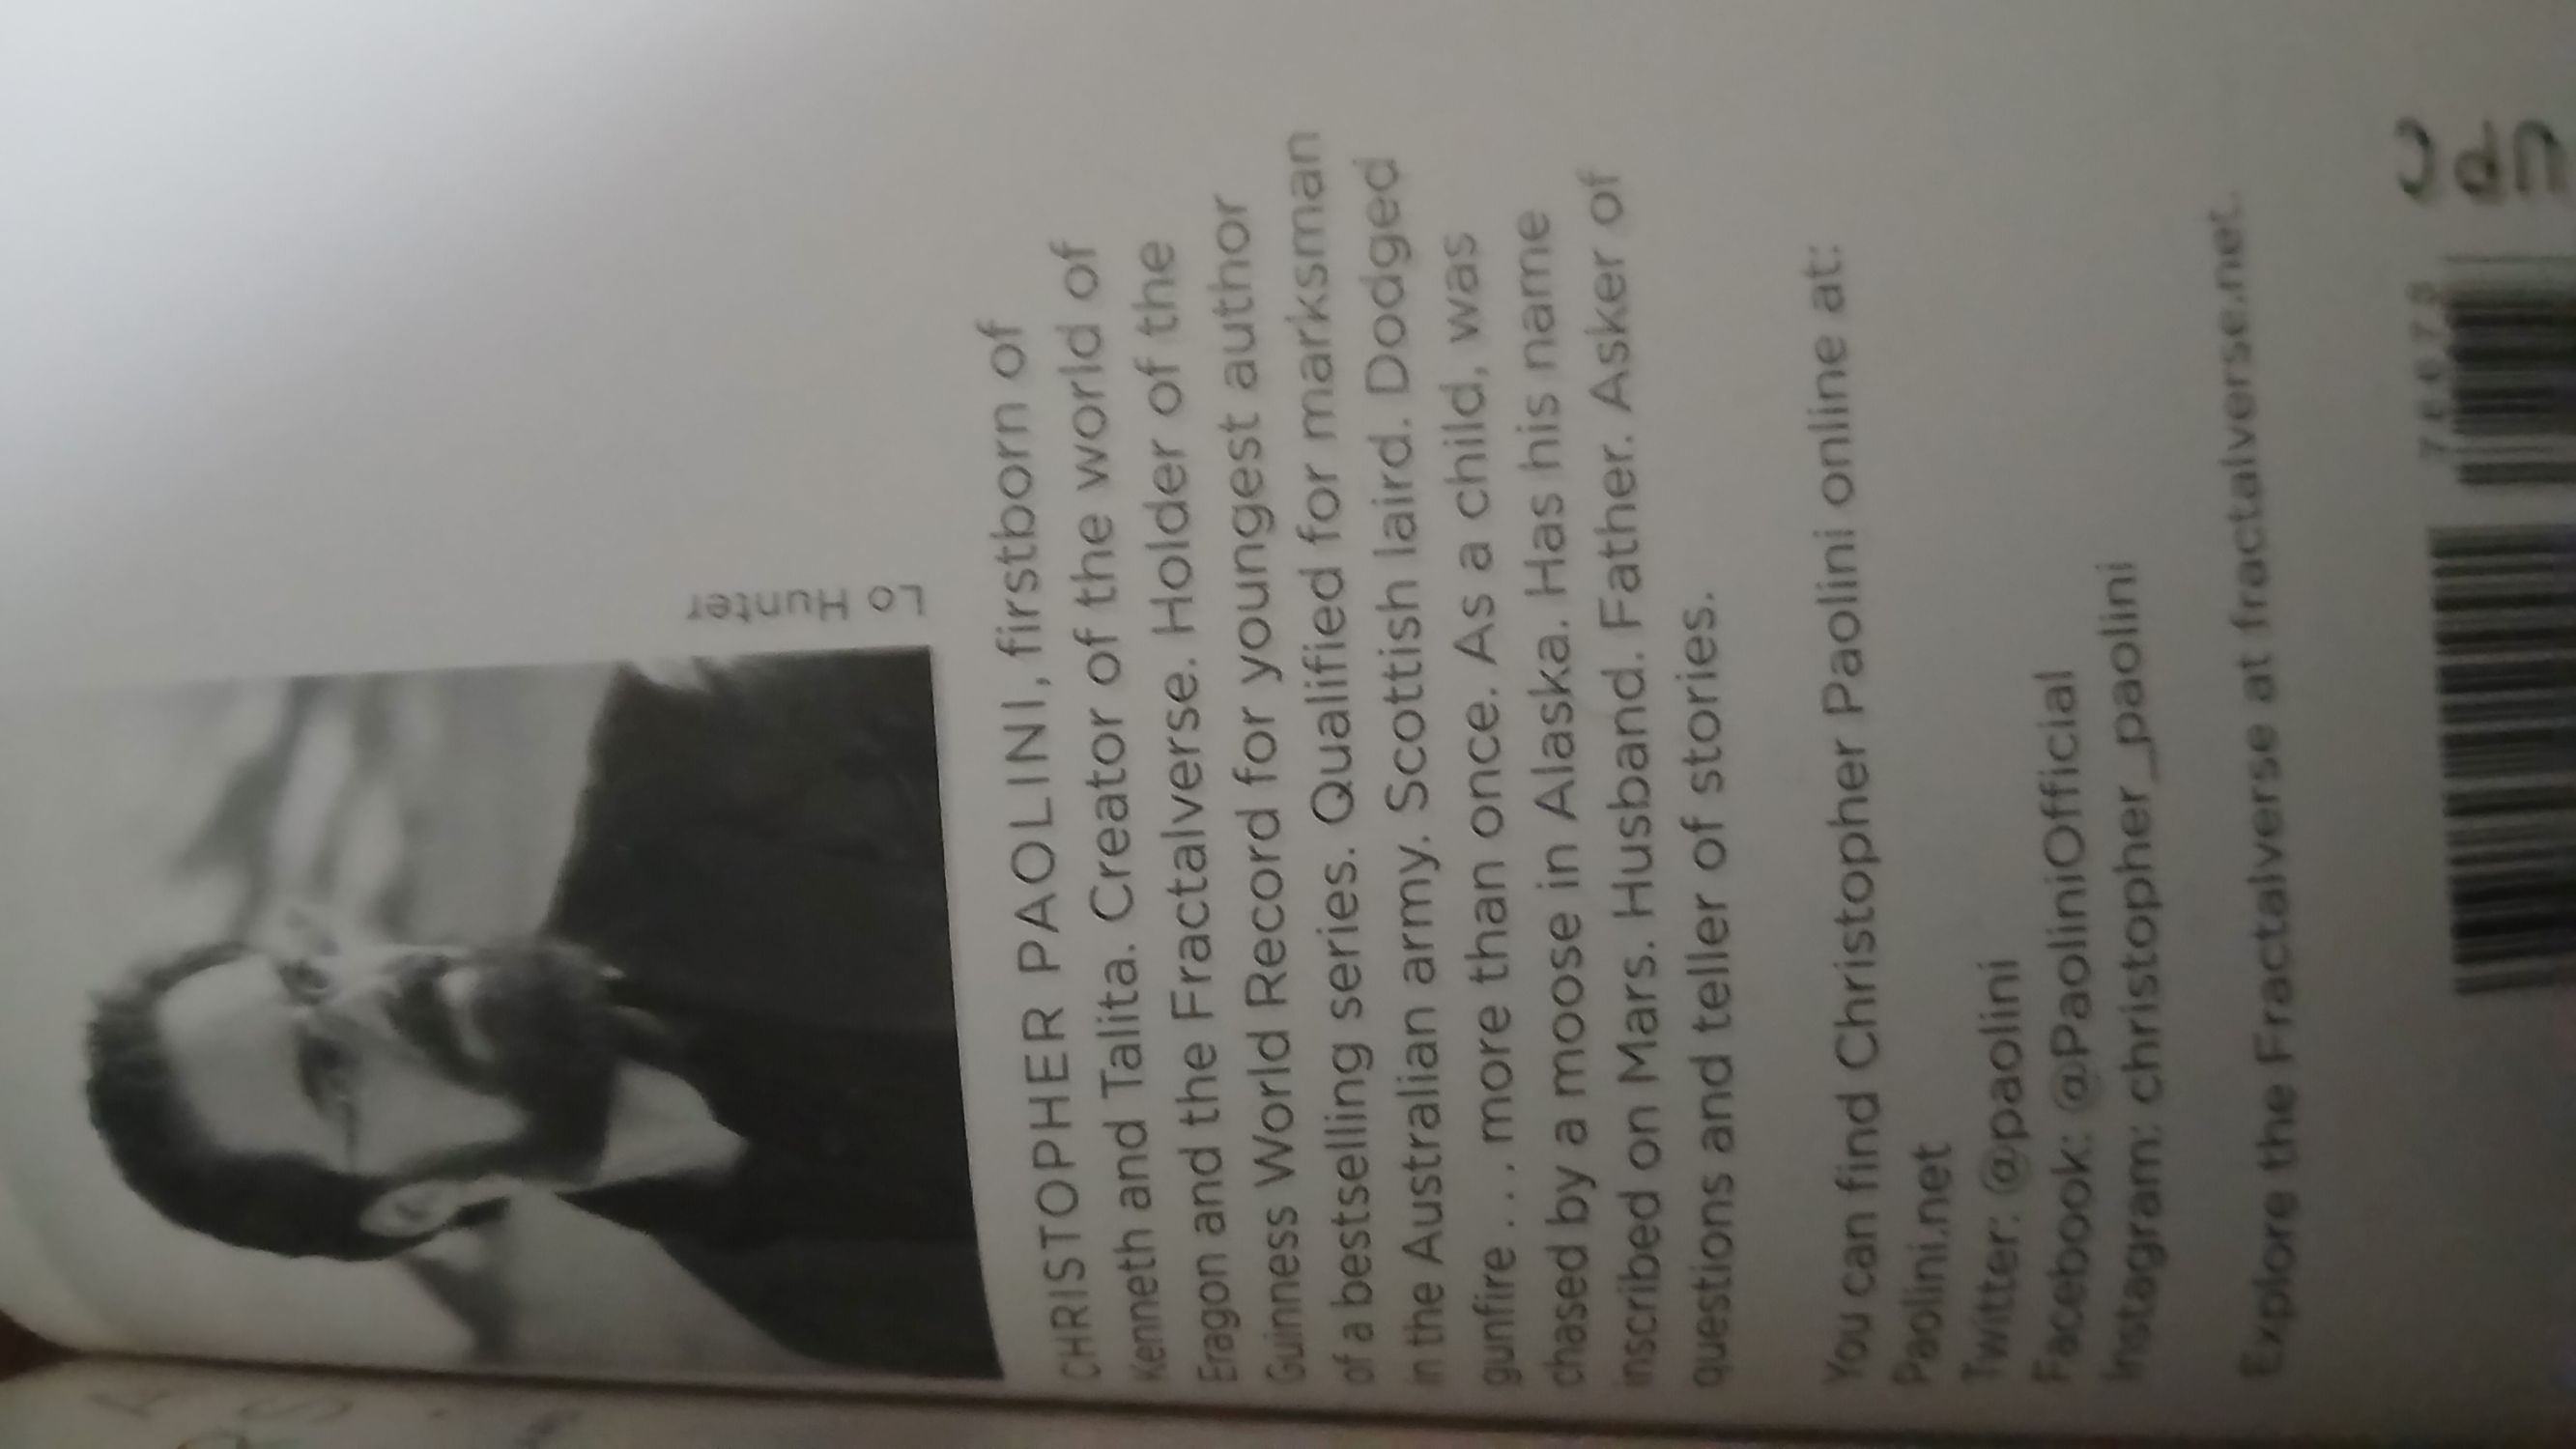 Lo Hunter
CHRISTOPHER PAOLINI, firstborn of
Kenneth and Talita. Creator of the world of
Eragon and the Fractalverse. Holder of the
Guinness World Record for youngest author
of a bestselling series. Qualified for marksman
in the Australian army. Scottish laird. Dodged
gunfire . . . more than once. As a child, was
chased by a moose in Alaska. Has his name
inscribed on Mars. Husband. Father. Asker of
questions and teller of stories.
You can find Christopher Paolini online at:
Paolini.net
Twitter: @paolini
Facebook: @PaoliniOfficial
Instagram: christopher_paolini
Explore the Fractalverse at fractalverse.net.
UPC